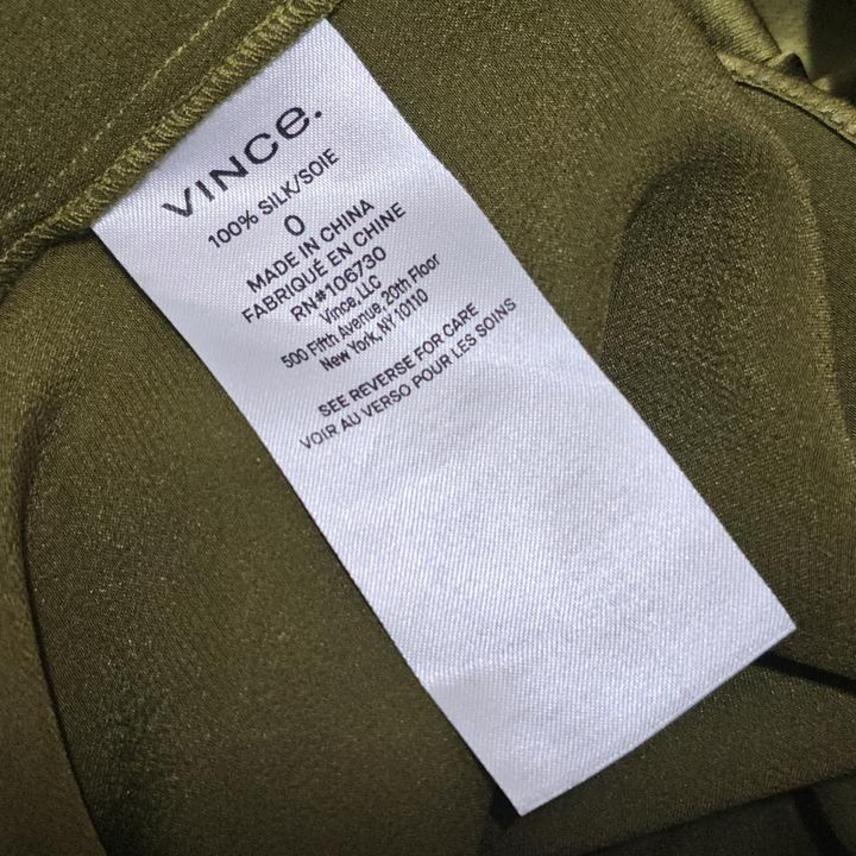 VINCE.
100% SILK/SOIE
0
MADE IN CHINA
FABRIQUÉ EN CHINE
RN#106730
Vince, LLC
500 Fifth Avenue, 20th Floor
New York, NY 10110
SEE REVERSE FOR CARE
VOIR AU VERSO POUR LES SOINS